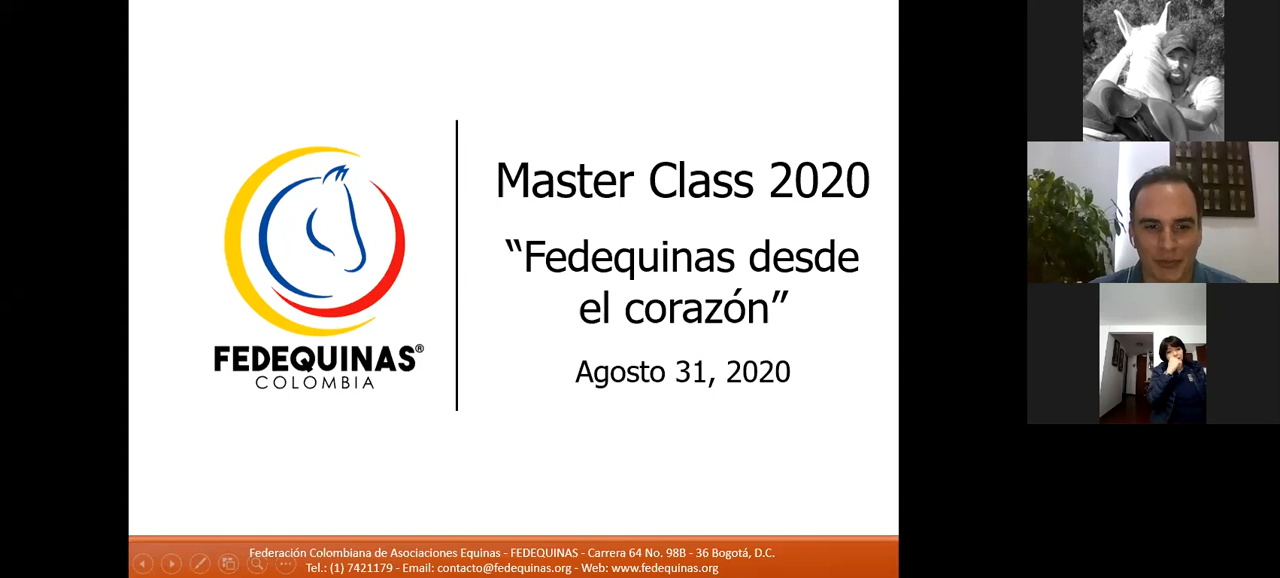 FEDEQUINAS®
COLOMBIA
Master Class 2020
“Fedequinas desde
el corazón”
Agosto 31, 2020
Federación Colombiana de Asociaciones Equinas - FEDEQUINAS - Carrera 64 No. 98B - 36 Bogotá, D.C.
Tel.: (1) 7421179 - Email: contacto@fedequinas.org - Web: www.fedequinas.org